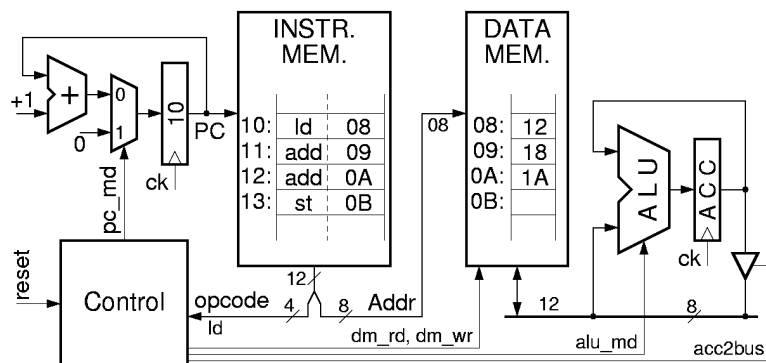 INSTR.
MEM.
DATA
MEM.
+1
+
0
1
0
10
PC
ck
pc_md
10: ld 08
11: add 09
12: add 0A
13: st 0B
08
08: 12
09: 18
0A: 1A
0B:
ALU
ACC
ck
reset
Control
12
opcode
4
ld
8
Addr
dm_rd, dm_wr
12
8
alu_md
acc2bus